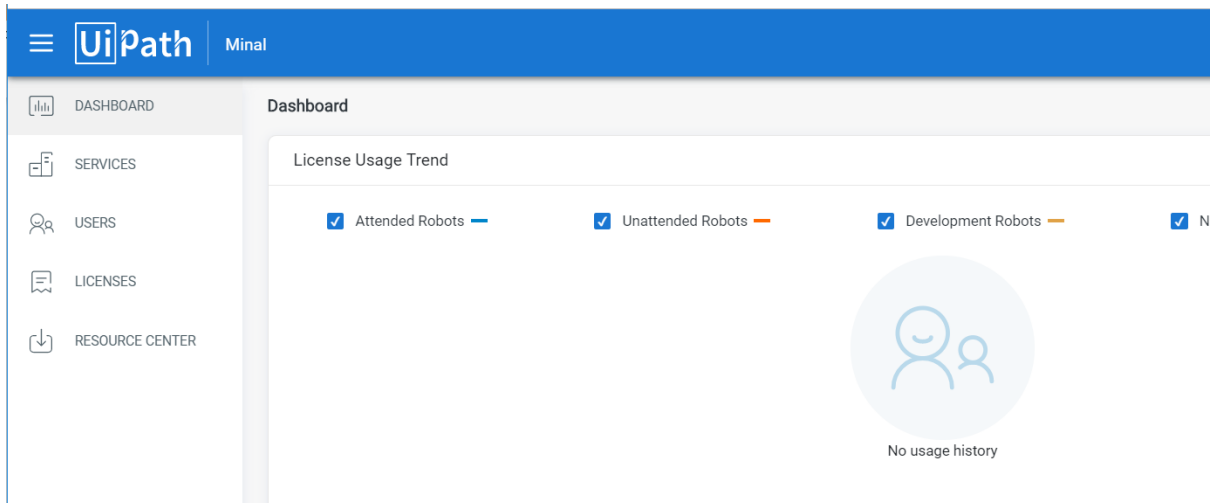 UiPath Minal
DASHBOARD
SERVICES
USERS
LICENSES
RESOURCE CENTER
Dashboard
License Usage Trend
Attended Robots Unattended Robots Development Robots N
No usage history